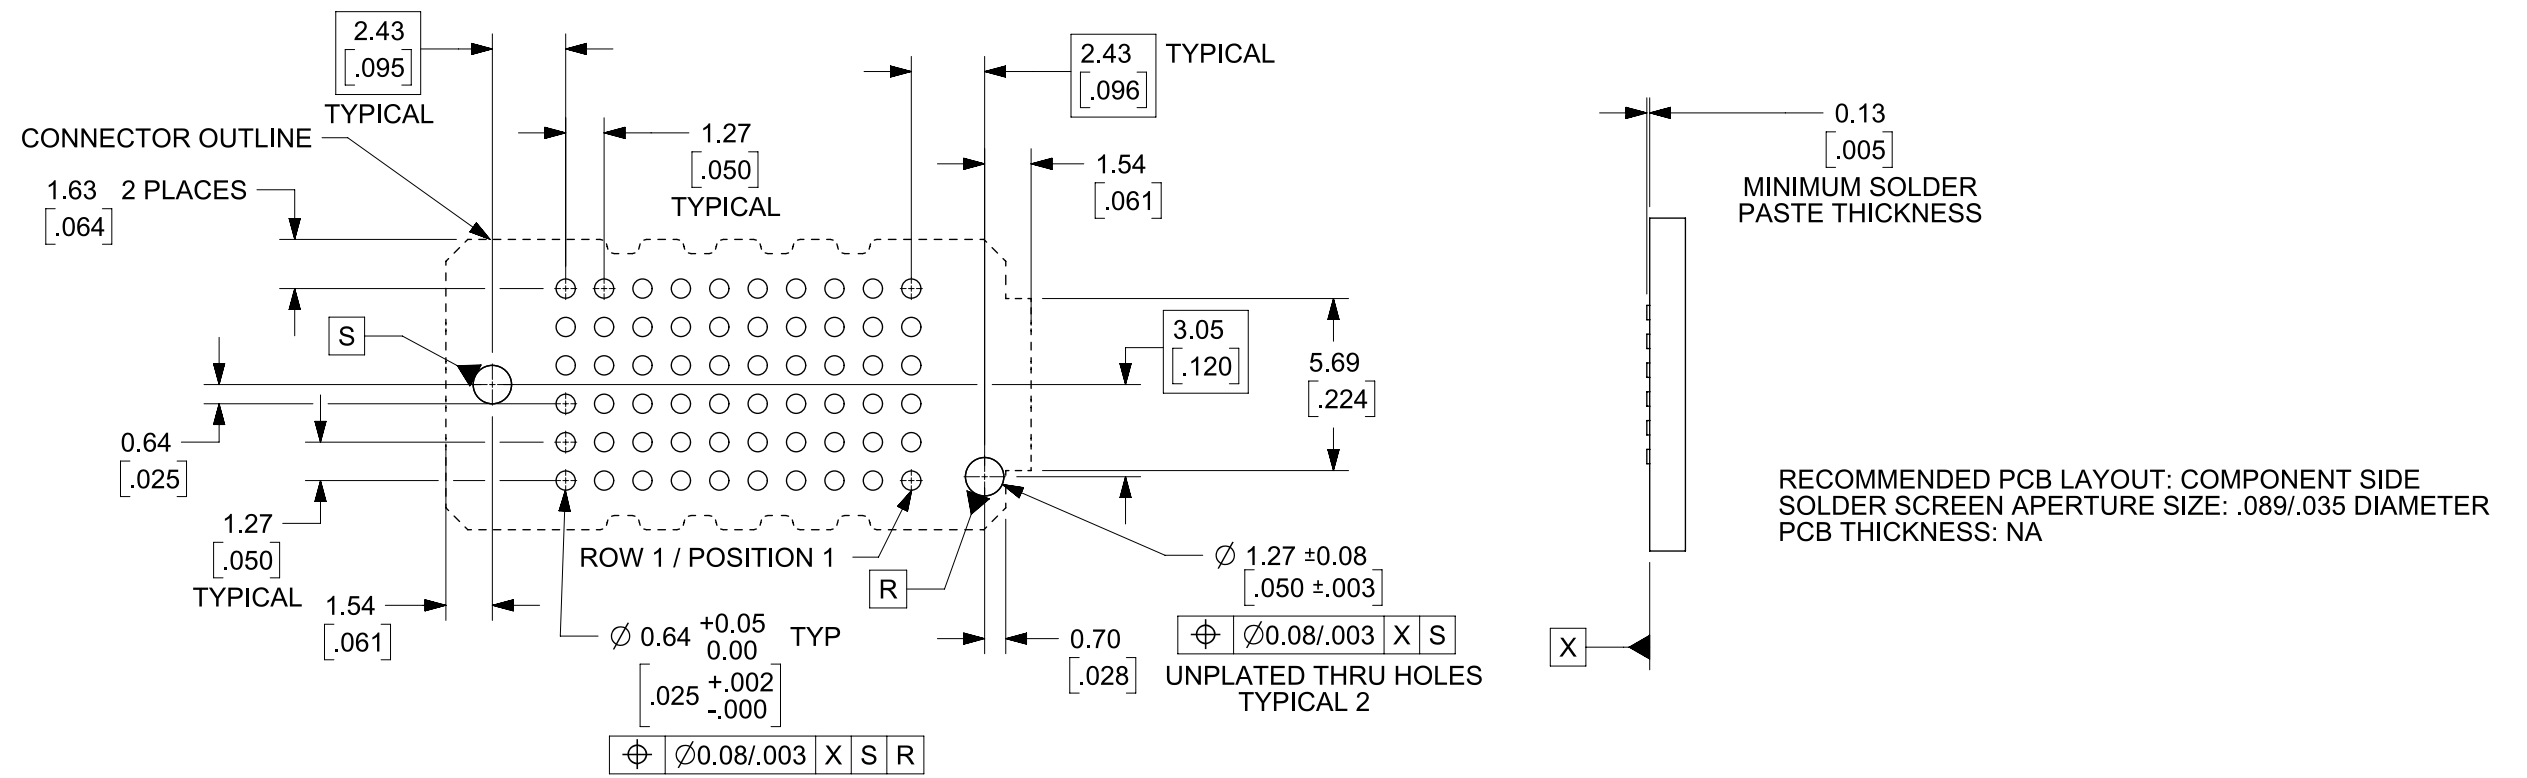 2.43
[.095]
TYPICAL
2.43 TYPICAL
[.096]
CONNECTOR OUTLINE
1.63 2 PLACES
[.064]
1.27
[.050]
TYPICAL
1.54
[.061]
0.13
[.005]
MINIMUM SOLDER
PASTE THICKNESS
S
3.05
[.120]
5.69
[.224]
0.64
[.025]
1.27
[.050]
TYPICAL
1.54
[.061]
ROW 1 / POSITION 1
R
Ø 0.64 +0.05 TYP
0.00
[.025 +.002
-.000]
⌖ Ø0.08/.003 X S R
0.70
[.028]
Ø 1.27 ±0.08
[.050 ±.003]
⌖ Ø0.08/.003 X S
UNPLATED THRU HOLES
TYPICAL 2
X
RECOMMENDED PCB LAYOUT: COMPONENT SIDE
SOLDER SCREEN APERTURE SIZE: .089/.035 DIAMETER
PCB THICKNESS: NA